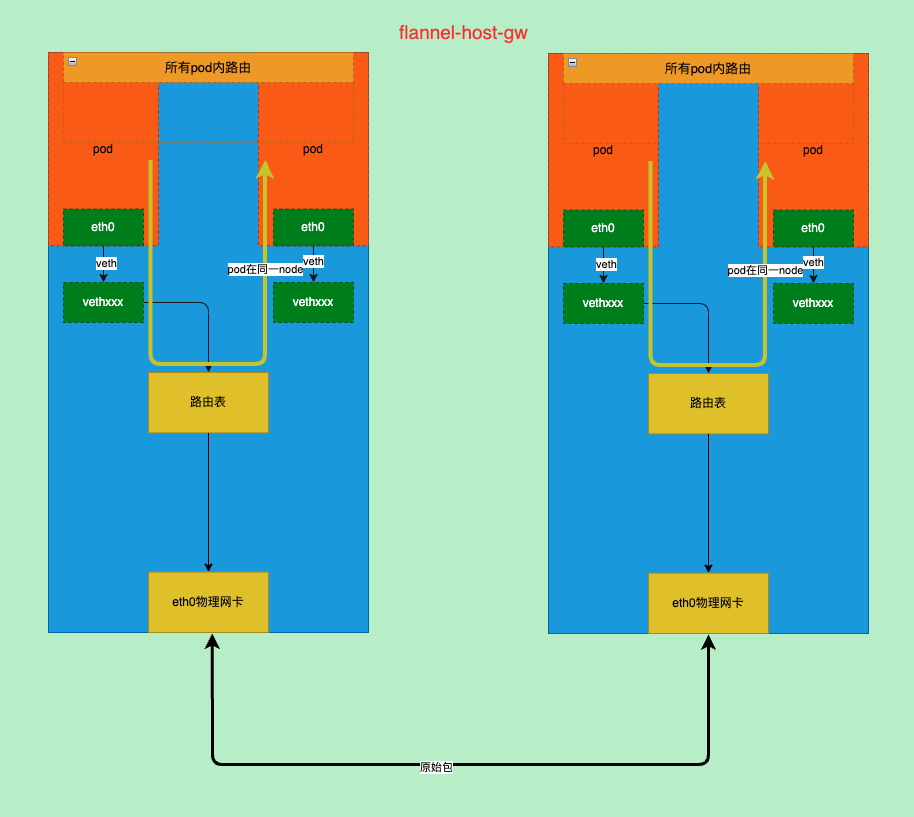 flannel-host-gw
所有pod内路由
pod
pod
eth0
eth0
veth
pod在同一node
veth
vethxxx
vethxxx
路由表
eth0物理网卡
所有pod内路由
pod
pod
eth0
eth0
veth
pod在同一node
veth
vethxxx
vethxxx
路由表
eth0物理网卡
原始包